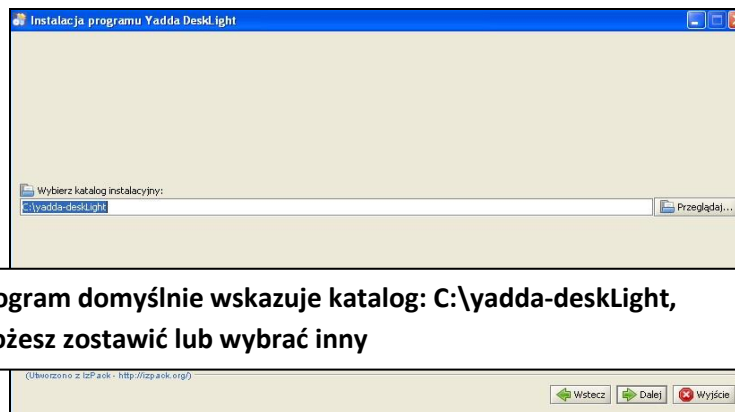 Instalacja programu Yadda DeskLight
Wybierz katalog instalacyjny:
C:\yadda-deskLight
Przeglądaj...
ogram domyślnie wskazuje katalog: C:\yadda-deskLight,
ożesz zostawić lub wybrać inny
(Utworzono z IzPack - http://izpack.org/)
Wstecz Dalej Wyjście